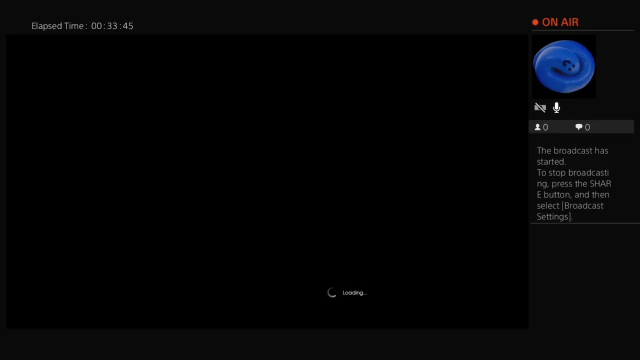 Elapsed Time : 00:33:45
ON AIR
0 0
The broadcast has
started.
To stop broadcasti
ng, press the SHAR
E button, and then
select [Broadcast
Settings].
Loading...